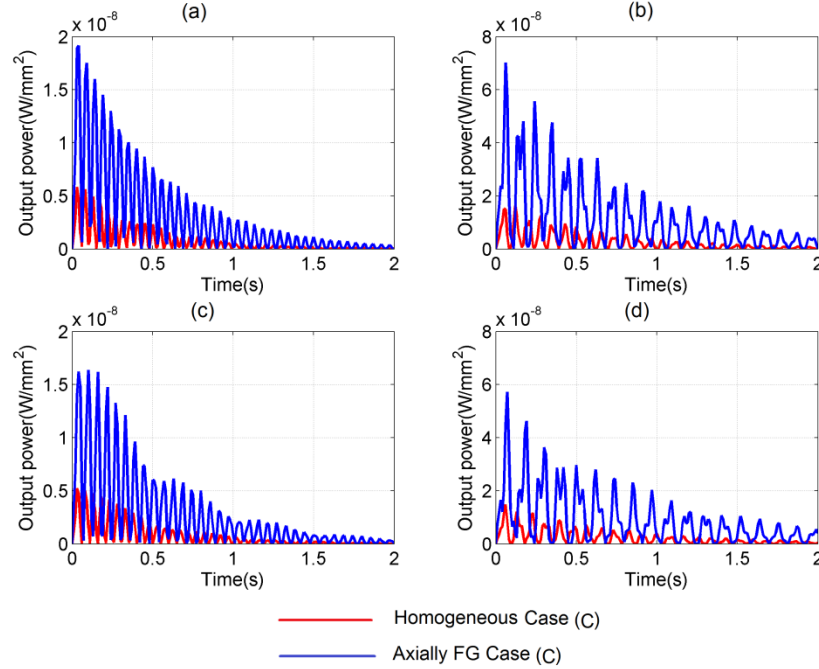 (a)
x 10^-8
Output power(W/mm^2)
2
1.5
1
0.5
0
0 0.5 1 1.5 2
Time(s)
(b)
x 10^-8
Output power(W/mm^2)
8
6
4
2
0
0 0.5 1 1.5 2
Time(s)
(c)
x 10^-8
Output power(W/mm^2)
2
1.5
1
0.5
0
0 0.5 1 1.5 2
Time(s)
(d)
x 10^-8
Output power(W/mm^2)
8
6
4
2
0
0 0.5 1 1.5 2
Time(s)
Homogeneous Case (C)
Axially FG Case (C)